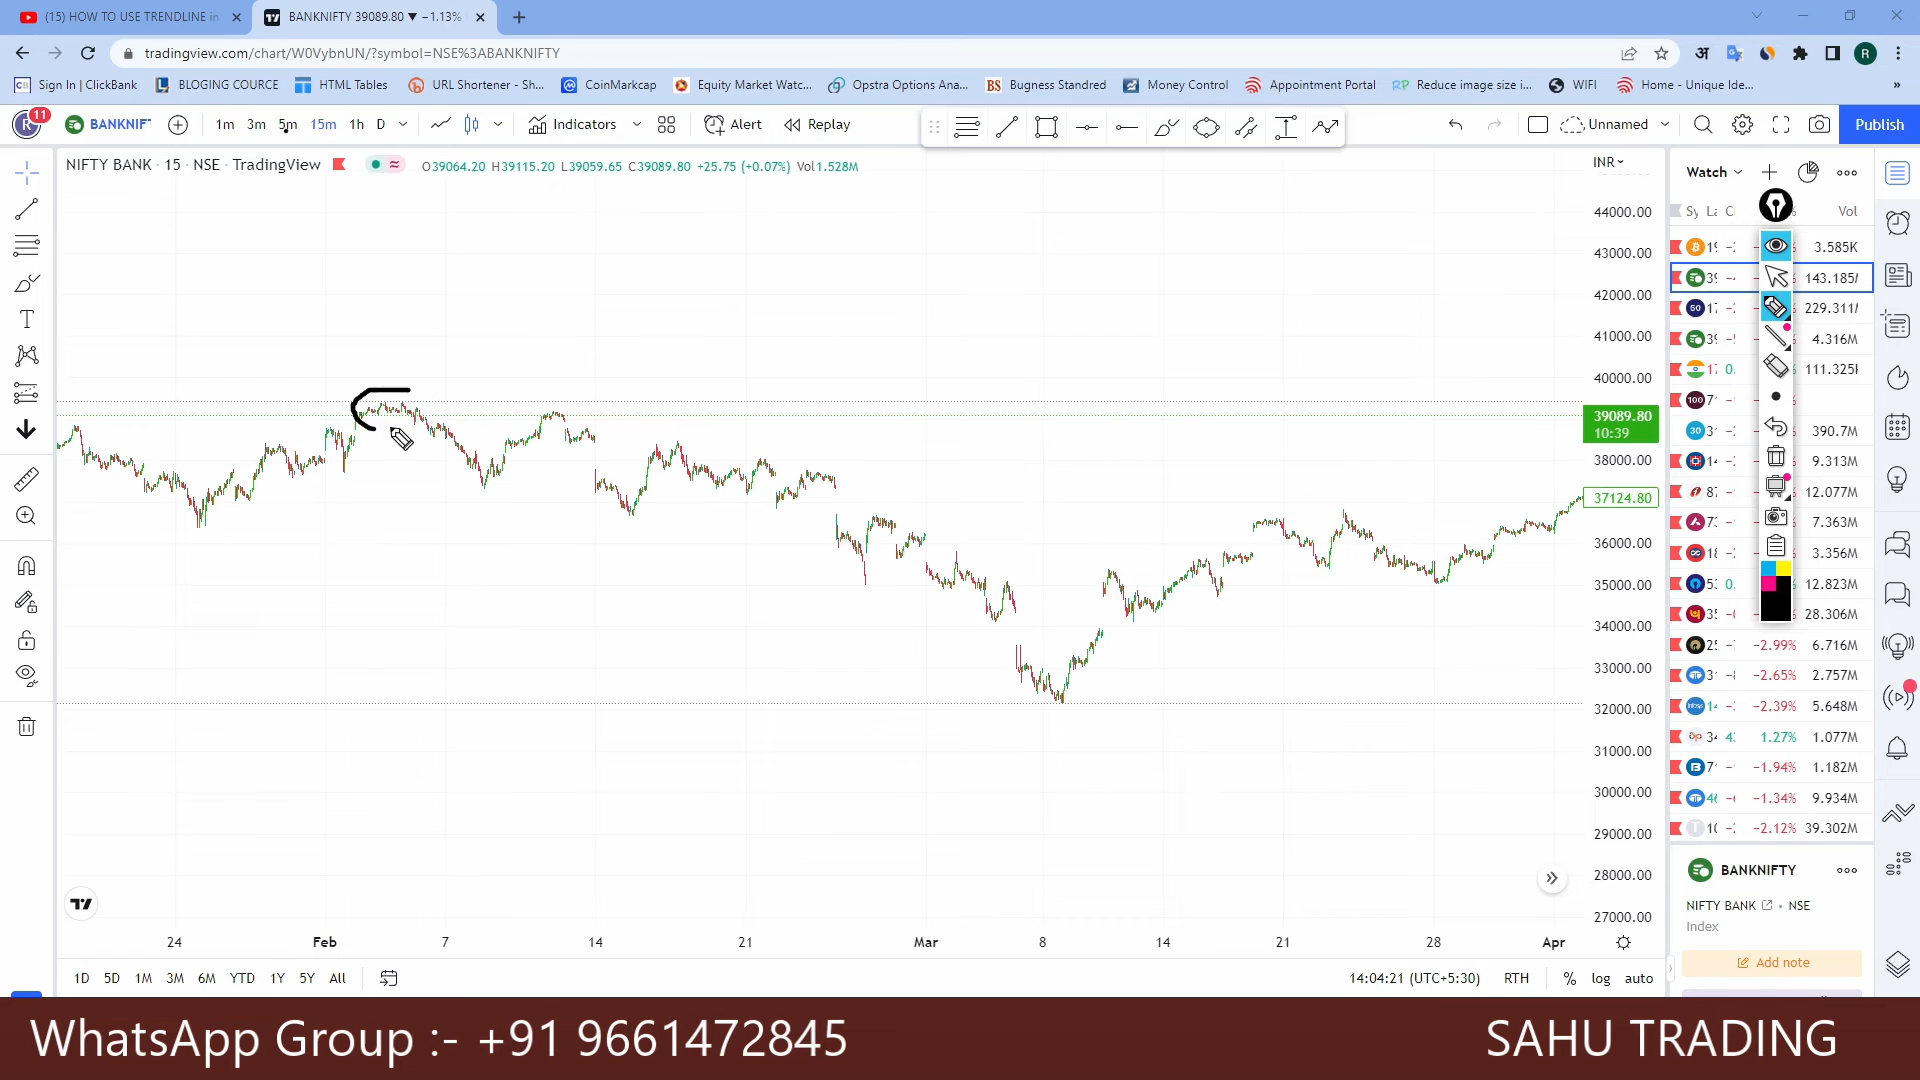 (15) HOW TO USE TRENDLINE in
BANKNIFTY 39089.80 ▼ −1.13%
tradingview.com/chart/W0VybnUN/?symbol=NSE%3ABANKNIFTY
Sign In | ClickBank
BLOGING COURCE
HTML Tables
URL Shortener - Sh...
CoinMarkcap
Equity Market Watc...
Opstra Options Ana...
Bugness Standred
Money Control
Appointment Portal
Reduce image size i...
WIFI
Home - Unique Ide...
»
11
BANKNIF
1m 3m 5m 15m 1h D
Indicators
Alert
Replay
Unnamed
Publish
NIFTY BANK · 15 · NSE · TradingView
O39064.20 H39115.20 L39059.65 C39089.80 +25.75 (+0.07%) Vol1.528M
INR
Watch
Vol
44000.00
43000.00
42000.00
41000.00
40000.00
39089.80
10:39
38000.00
37124.80
36000.00
35000.00
34000.00
33000.00
32000.00
31000.00
30000.00
29000.00
28000.00
27000.00
3.585K
143.185
229.311
4.316M
111.325
390.7M
9.313M
12.077M
7.363M
3.356M
12.823M
28.306M
−2.99% 6.716M
−2.65% 2.757M
−2.39% 5.648M
1.27% 1.077M
−1.94% 1.182M
−1.34% 9.934M
−2.12% 39.302M
24 Feb 7 14 21 Mar 8 14 21 28 Apr
1D 5D 1M 3M 6M YTD 1Y 5Y All
14:04:21 (UTC+5:30) RTH % log auto
BANKNIFTY
NIFTY BANK • NSE
Index
Add note
WhatsApp Group :- +91 9661472845
SAHU TRADING